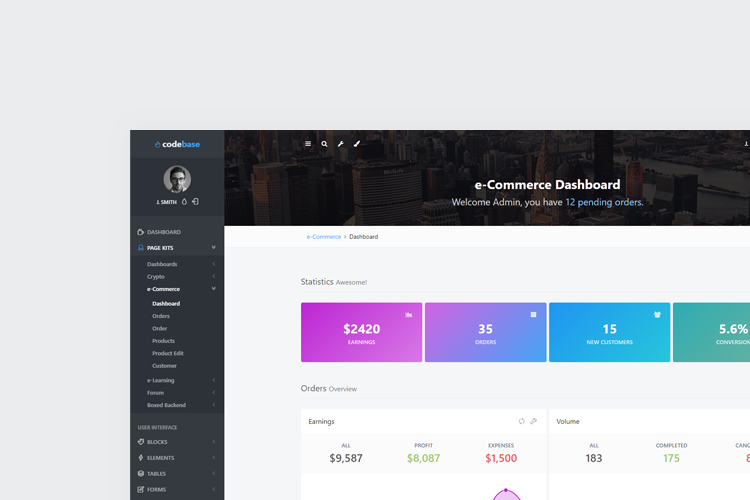 codebase
J. SMITH
DASHBOARD
PAGE KITS
Dashboards
Crypto
e-Commerce
Dashboard
Orders
Order
Products
Product Edit
Customer
e-Learning
Forum
Boxed Backend
USER INTERFACE
BLOCKS
ELEMENTS
TABLES
FORMS
e-Commerce Dashboard
Welcome Admin, you have 12 pending orders.
e-Commerce > Dashboard
Statistics Awesome!
$2420
EARNINGS
35
ORDERS
15
NEW CUSTOMERS
5.6%
CONVERSION
Orders Overview
Earnings
ALL
$9,587
PROFIT
$8,087
EXPENSES
$1,500
Volume
ALL
183
COMPLETED
175
CANC
8